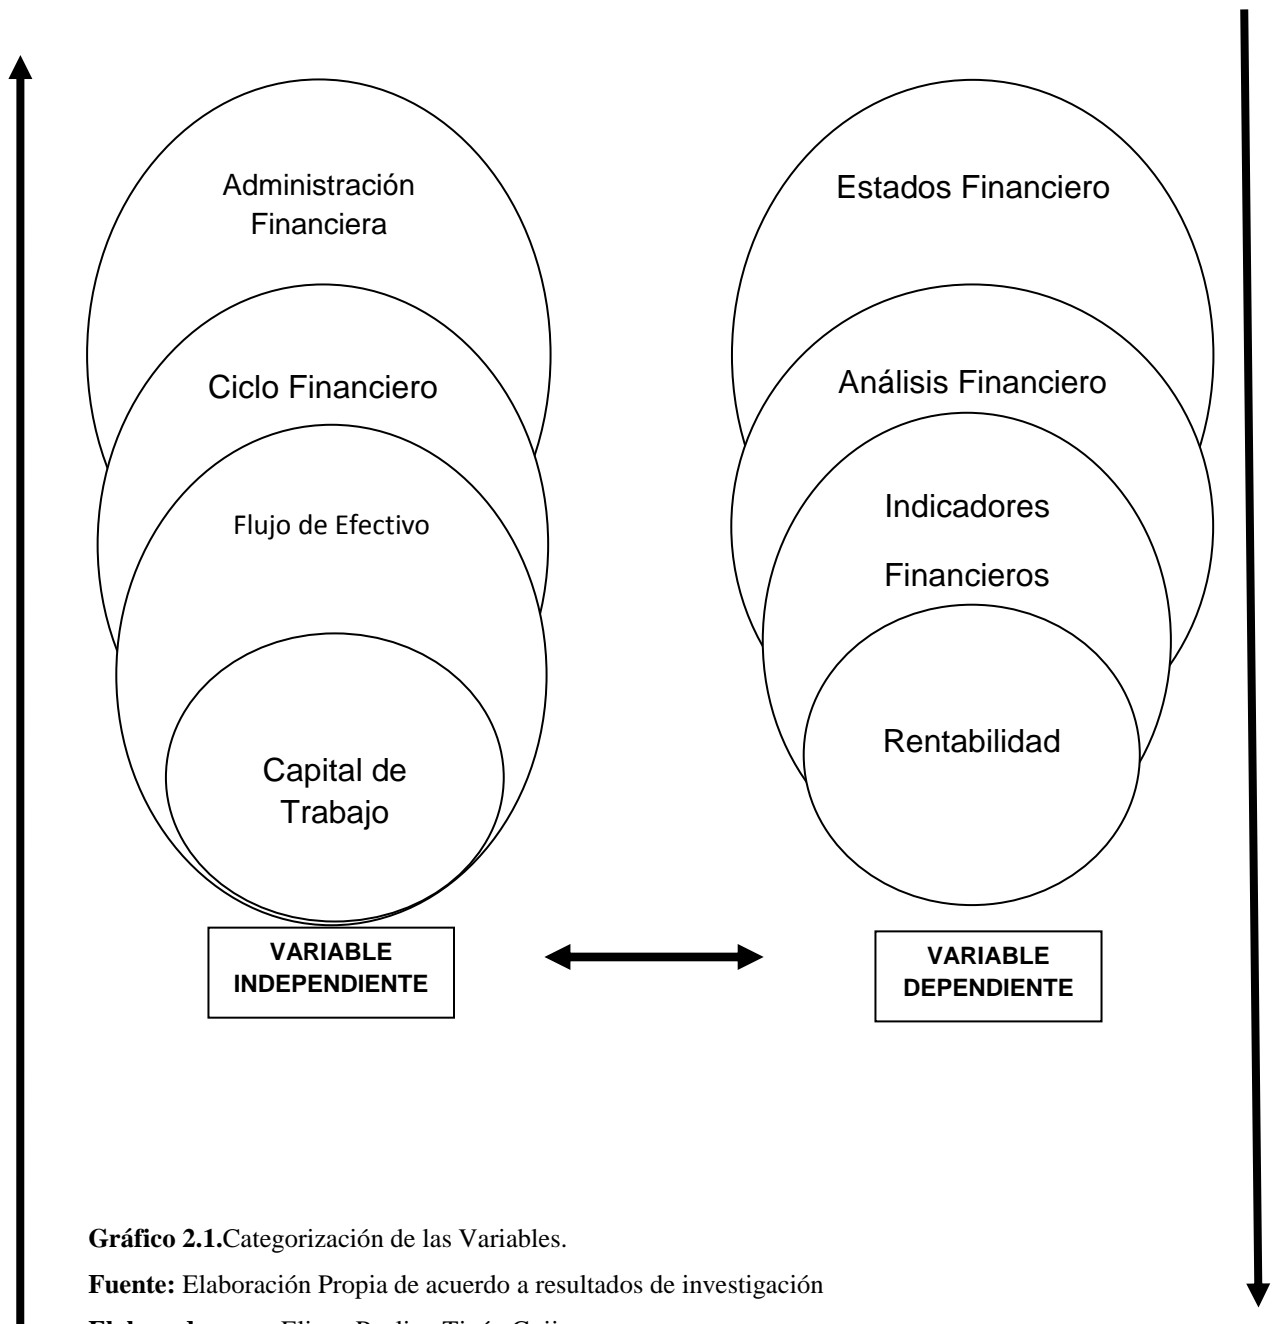 Administración
Financiera
Ciclo Financiero
Flujo de Efectivo
Capital de
Trabajo
VARIABLE
INDEPENDIENTE
Estados Financiero
Análisis Financiero
Indicadores
Financieros
Rentabilidad
VARIABLE
DEPENDIENTE
Gráfico 2.1.Categorización de las Variables.
Fuente: Elaboración Propia de acuerdo a resultados de investigación